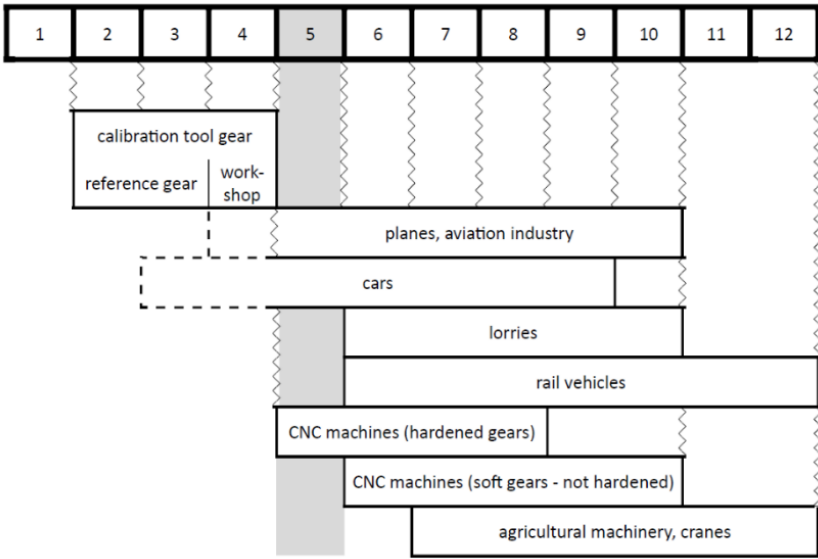 1 2 3 4 5 6 7 8 9 10 11 12
calibration tool gear
reference gear
work-
shop
planes, aviation industry
cars
lorries
rail vehicles
CNC machines (hardened gears)
CNC machines (soft gears - not hardened)
agricultural machinery, cranes